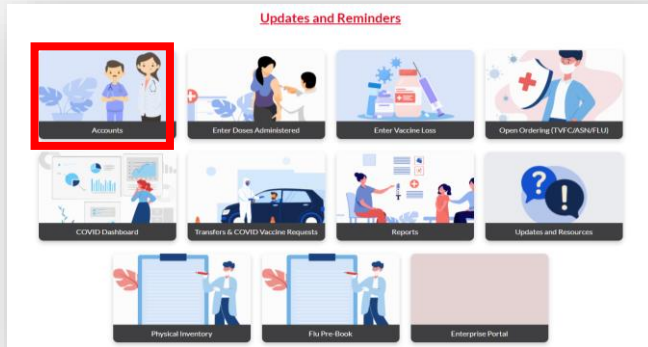 Updates and Reminders
Accounts
Enter Doses Administered
Enter Vaccine Loss
Open Ordering (TVFC/ASN/FLU)
COVID Dashboard
Transfers & COVID Vaccine Requests
Reports
Updates and Resources
Physical Inventory
Flu Pre-Book
Enterprise Portal